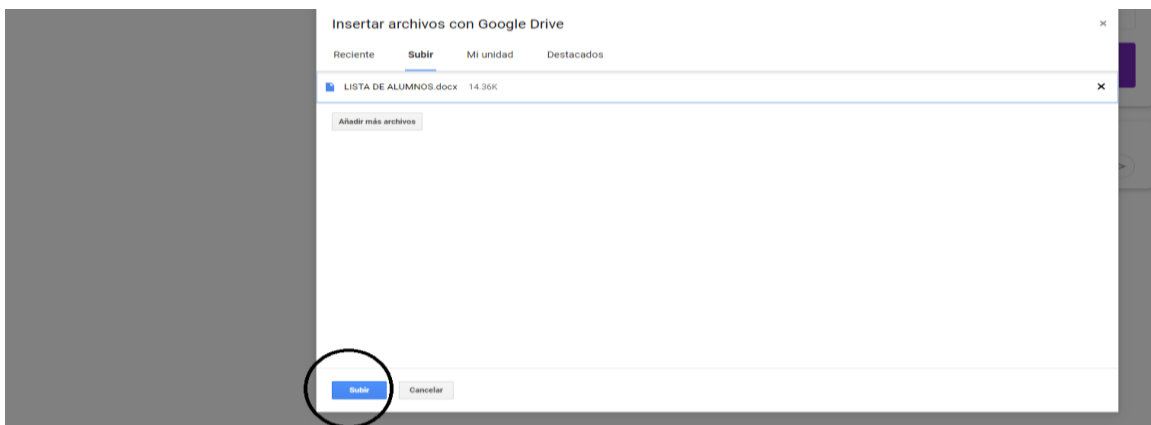 Insertar archivos con Google Drive
Reciente Subir Mi unidad Destacados
LISTA DE ALUMNOS.docx 14.36K
Añadir más archivos
Subir Cancelar